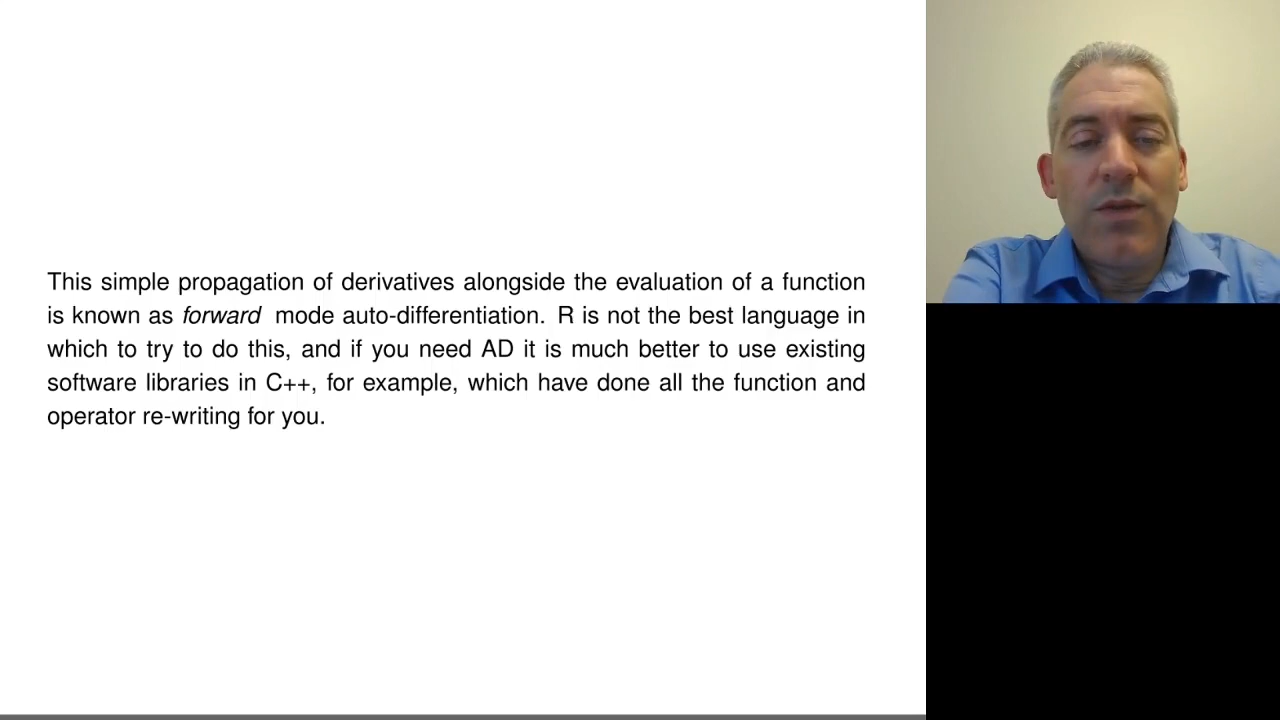 This simple propagation of derivatives alongside the evaluation of a function
is known as forward mode auto-differentiation. R is not the best language in
which to try to do this, and if you need AD it is much better to use existing
software libraries in C++, for example, which have done all the function and
operator re-writing for you.